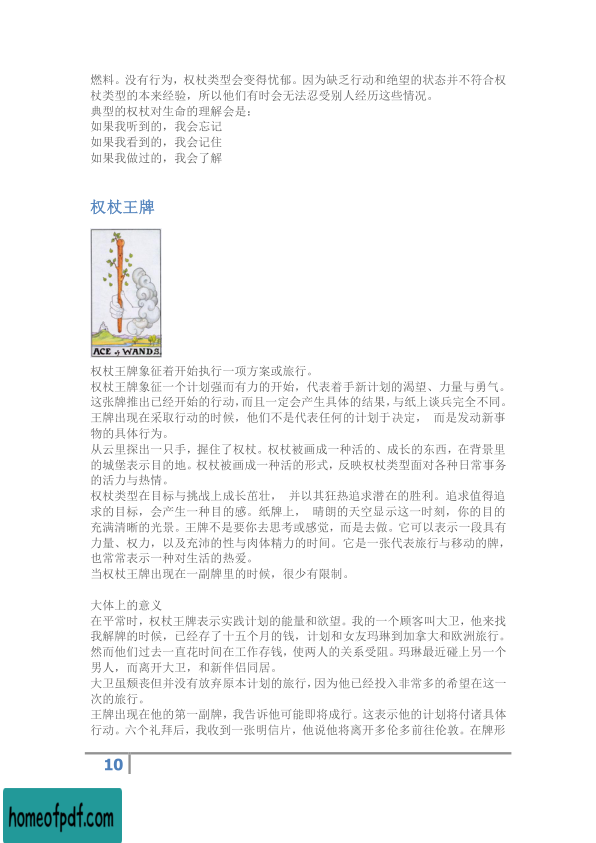 燃料。没有行为，权杖类型会变得忧郁。因为缺乏行动和绝望的状态并不符合权
杖类型的本来经验，所以他们有时会无法忍受别人经历这些情况。
典型的权杖对生命的理解会是：
如果我听到的，我会忘记
如果我看到的，我会记住
如果我做过的，我会了解
权杖王牌
ACE of WANDS.
权杖王牌象征着开始执行一项方案或旅行。
权杖王牌象征一个计划强而有力的开始，代表着手新计划的渴望、力量与勇气。
这张牌推出已经开始的行动，而且一定会产生具体的结果，与纸上谈兵完全不同。
王牌出现在采取行动的时候，他们不是代表任何的计划于决定， 而是发动新事
物的具体行为。
从云里探出一只手，握住了权杖。权杖被画成一种活的、成长的东西，在背景里
的城堡表示目的地。权杖被画成一种活的形式，反映权杖类型面对各种日常事务
的活力与热情。
权杖类型在目标与挑战上成长茁壮， 并以其狂热追求潜在的胜利。追求值得追
求的目标，会产生一种目的感。纸牌上， 晴朗的天空显示这一时刻，你的目的
充满清晰的光景。王牌不是要你去思考或感觉，而是去做。它可以表示一段具有
力量、权力，以及充沛的性与肉体精力的时间。它是一张代表旅行与移动的牌，
也常常表示一种对生活的热爱。
当权杖王牌出现在一副牌里的时候，很少有限制。
大体上的意义
在平常时，权杖王牌表示实践计划的能量和欲望。我的一个顾客叫大卫，他来找
我解牌的时候，已经存了十五个月的钱，计划和女友玛琳到加拿大和欧洲旅行。
然而他们过去一直花时间在工作存钱，使两人的关系受阻。玛琳最近碰上另一个
男人，而离开大卫，和新伴侣同居。
大卫虽颓丧但并没有放弃原本计划的旅行，因为他已经投入非常多的希望在这一
次的旅行。
王牌出现在他的第一副牌，我告诉他可能即将成行。这表示他的计划将付诸具体
行动。六个礼拜后，我收到一张明信片，他说他将离开多伦多前往伦敦。在牌形
10
homeofpdf.com